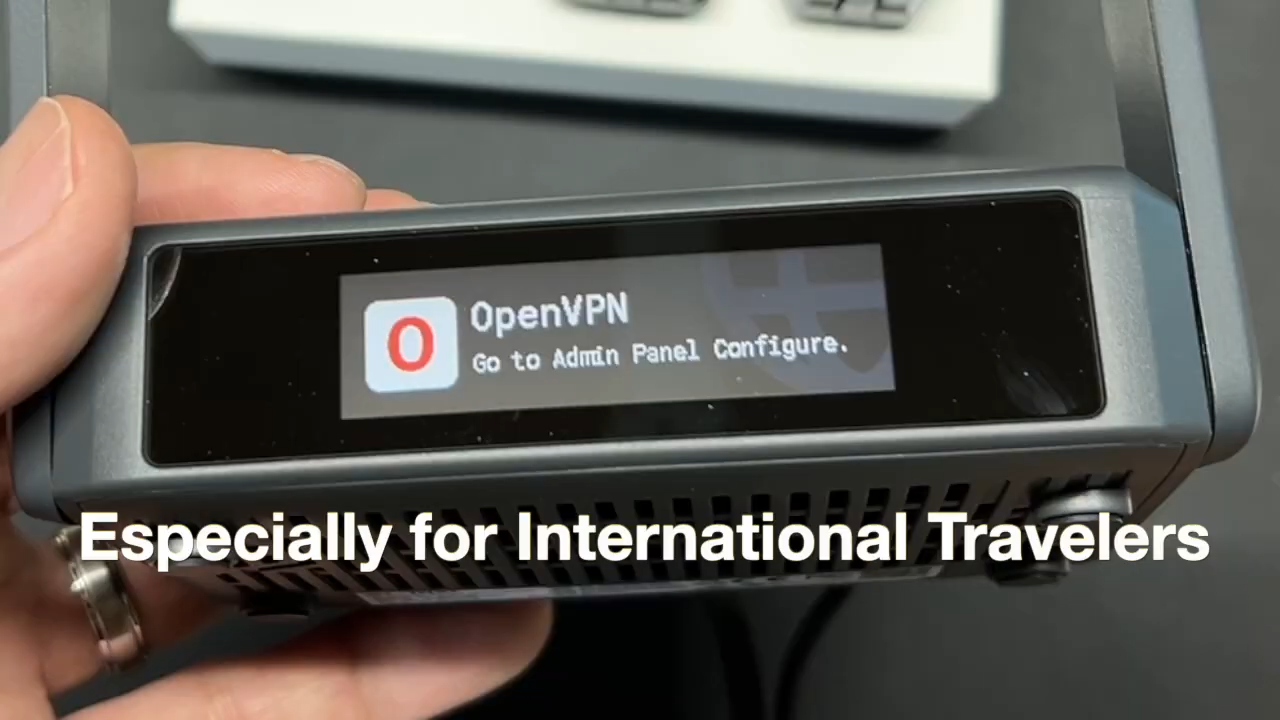 O
OpenVPN
Go to Admin Panel Configure.
Especially for International Travelers